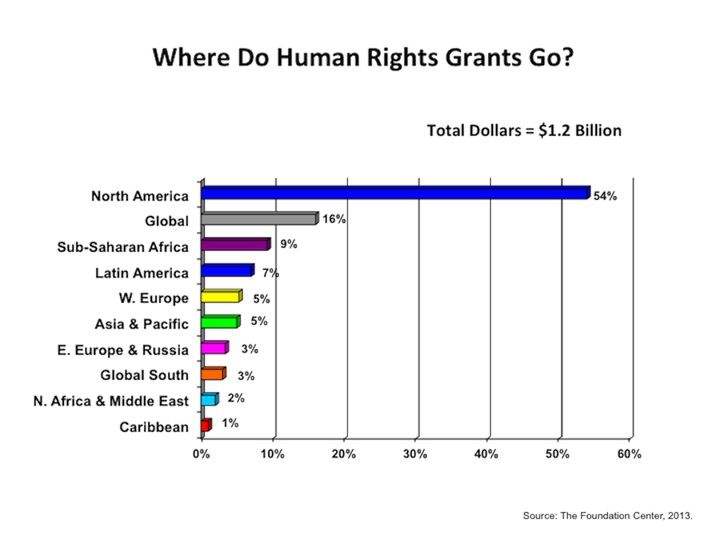 Where Do Human Rights Grants Go?
Total Dollars = $1.2 Billion
North America 54%
Global 16%
Sub-Saharan Africa 9%
Latin America 7%
W. Europe 5%
Asia & Pacific 5%
E. Europe & Russia 3%
Global South 3%
N. Africa & Middle East 2%
Caribbean 1%
0% 10% 20% 30% 40% 50% 60%
Source: The Foundation Center, 2013.